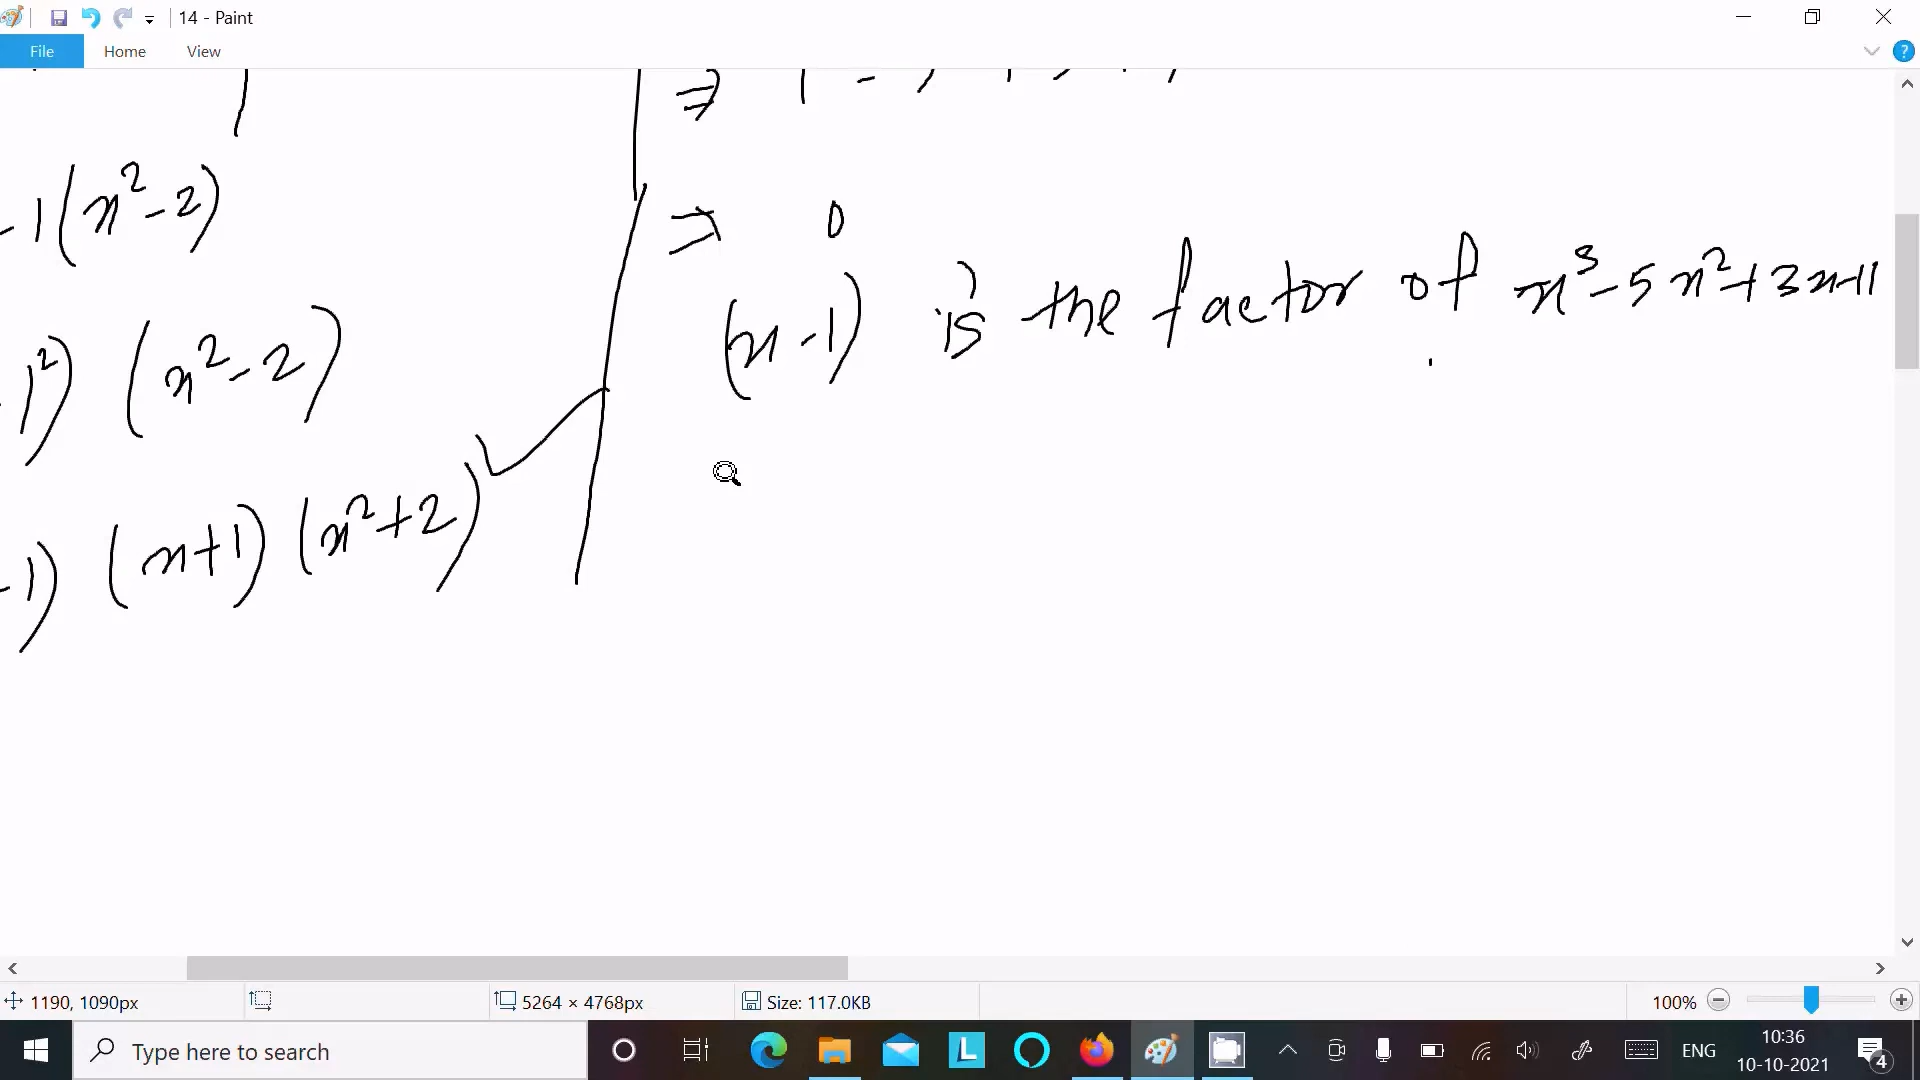 14 - Paint
File Home View
-1(x²-2)
1²) (x²-2)
-1) (x+1) (x²+2)
⇒ 0
(x-1) is the factor of x³-5x²+3x+1
1190, 1090px
5264 × 4768px
Size: 117.0KB
100%
Type here to search
ENG
10:36
10-10-2021
4